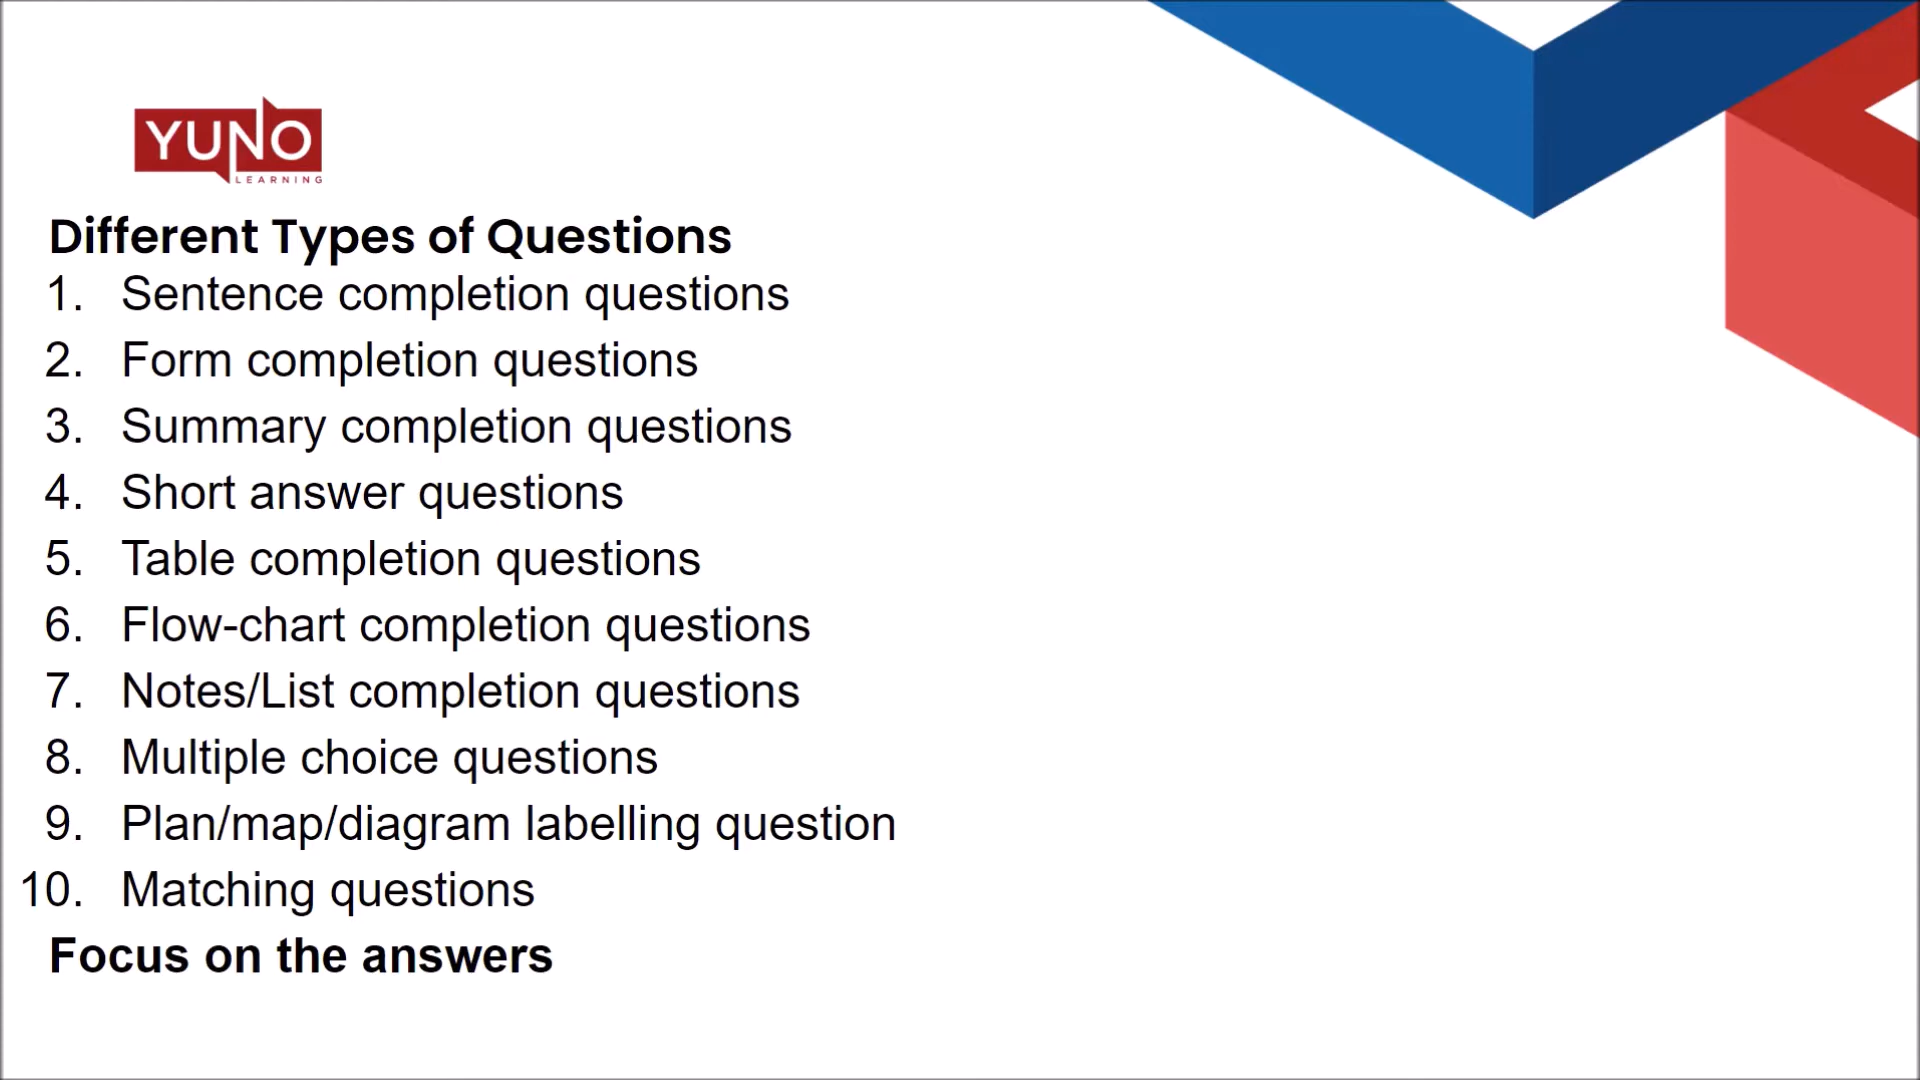 YUNO
LEARNING
Different Types of Questions
1. Sentence completion questions
2. Form completion questions
3. Summary completion questions
4. Short answer questions
5. Table completion questions
6. Flow-chart completion questions
7. Notes/List completion questions
8. Multiple choice questions
9. Plan/map/diagram labelling question
10. Matching questions
Focus on the answers